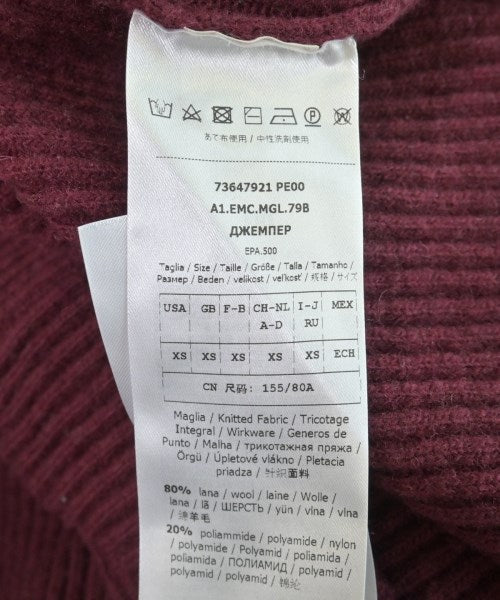 あて布使用 / 中性洗剤使用
73647921 PE00
A1.EMC.MGL.79B
ДЖЕМПЕР
EPA.500
Taglia / Size / Taille / Größe / Talla / Tamanho /
Размер / Beden / velikost / veľkosť / 规格 / サイズ
USA GB F-B CH-NL I-J MEX
A-D RU
XS XS XS XS XS ECH
CN 尺码: 155/80A
Maglia / Knitted Fabric / Tricotage
Integral / Wirkware / Generos de
Punto / Malha / трикотажная пряжа /
Örgü / Úpletové vlákno / Pletacia
priadza / 针织面料
80% lana / wool / laine / Wolle /
lana / lã / ШЕРСТЬ / yün / vlna / vlna
/ 绵羊毛
20% poliammide / polyamide / nylon
/ polyamide / Polyamid / poliamida /
poliamida / ПОЛИАМИД / poliamid /
polyamid / polyamid / 锦纶